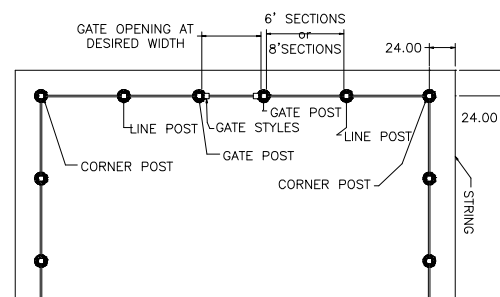 6' SECTIONS
or
8'SECTIONS
GATE OPENING AT
DESIRED WIDTH
24.00
24.00
GATE POST
LINE POST
GATE STYLES
LINE POST
GATE POST
CORNER POST
CORNER POST
STRING